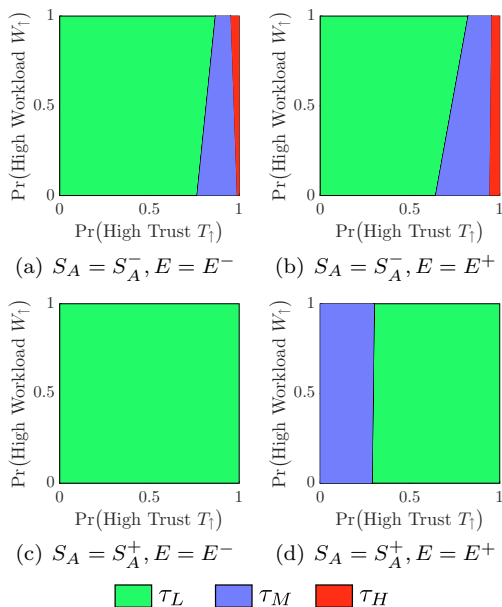 1 1
Pr(High Workload W↑) Pr(High Workload W↑)
0.5 0.5
0 0
0 0.5 1 0 0.5 1
Pr(High Trust T↑) Pr(High Trust T↑)
(a) S_A = S_A^-, E = E^- (b) S_A = S_A^-, E = E^+
1 1
Pr(High Workload W↑) Pr(High Workload W↑)
0.5 0.5
0 0
0 0.5 1 0 0.5 1
Pr(High Trust T↑) Pr(High Trust T↑)
(c) S_A = S_A^+, E = E^- (d) S_A = S_A^+, E = E^+
τ_L τ_M τ_H